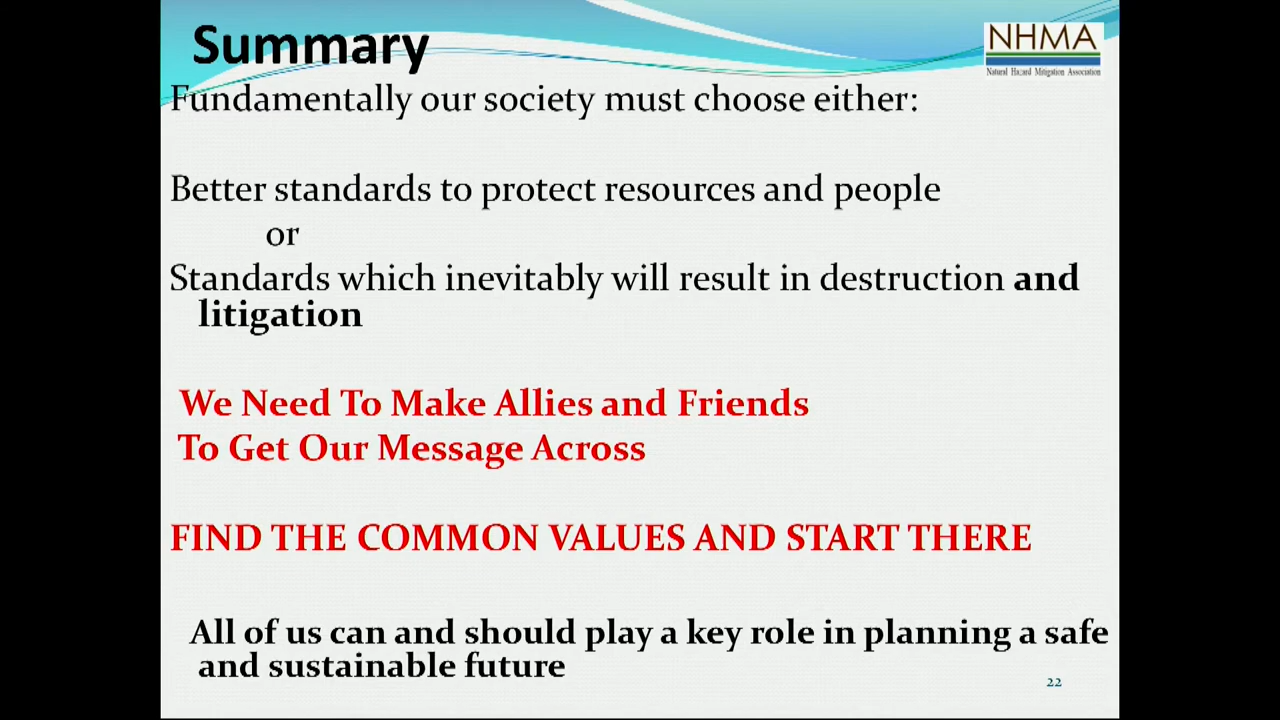 Summary
NHMA
Natural Hazard Mitigation Association
Fundamentally our society must choose either:
Better standards to protect resources and people
or
Standards which inevitably will result in destruction and
litigation
We Need To Make Allies and Friends
To Get Our Message Across
FIND THE COMMON VALUES AND START THERE
All of us can and should play a key role in planning a safe
and sustainable future
22